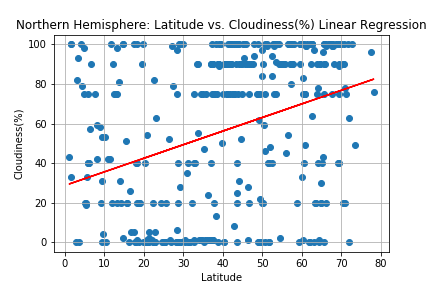 Northern Hemisphere: Latitude vs. Cloudiness(%) Linear Regression
100
80
60
40
20
0
Cloudiness(%)
0 10 20 30 40 50 60 70 80
Latitude